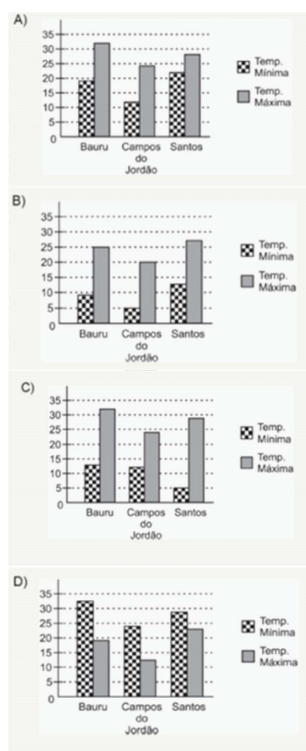 A)
35
30
25
20
15
10
5
0
Bauru
Campos
do
Jordão
Santos
Temp.
Mínima
Temp.
Máxima
B)
35
30
25
20
15
10
5
0
Bauru
Campos
do
Jordão
Santos
Temp.
Mínima
Temp.
Máxima
C)
35
30
25
20
15
10
5
0
Bauru
Campos
do
Jordão
Santos
Temp.
Mínima
Temp.
Máxima
D)
35
30
25
20
15
10
5
0
Bauru
Campos
do
Jordão
Santos
Temp.
Mínima
Temp.
Máxima